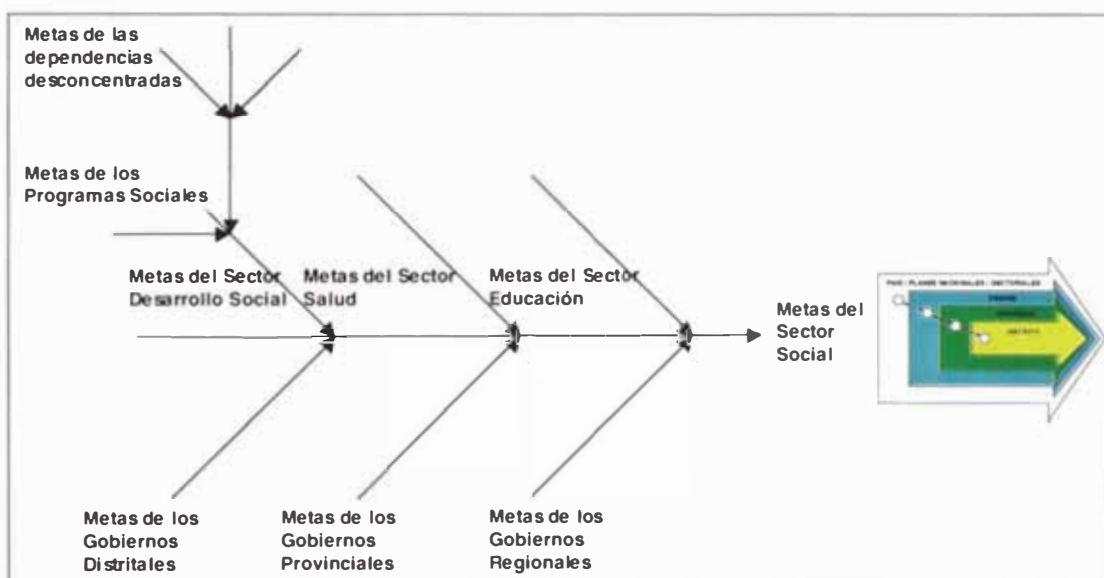 Metas de las
dependencias
desconcentradas
Metas de los
Programas Sociales
Metas del Sector
Desarrollo Social
Metas del Sector
Salud
Metas del Sector
Educación
Metas del
Sector
Social
Metas de los
Gobiernos
Distritales
Metas de los
Gobiernos
Provinciales
Metas de los
Gobiernos
Regionales